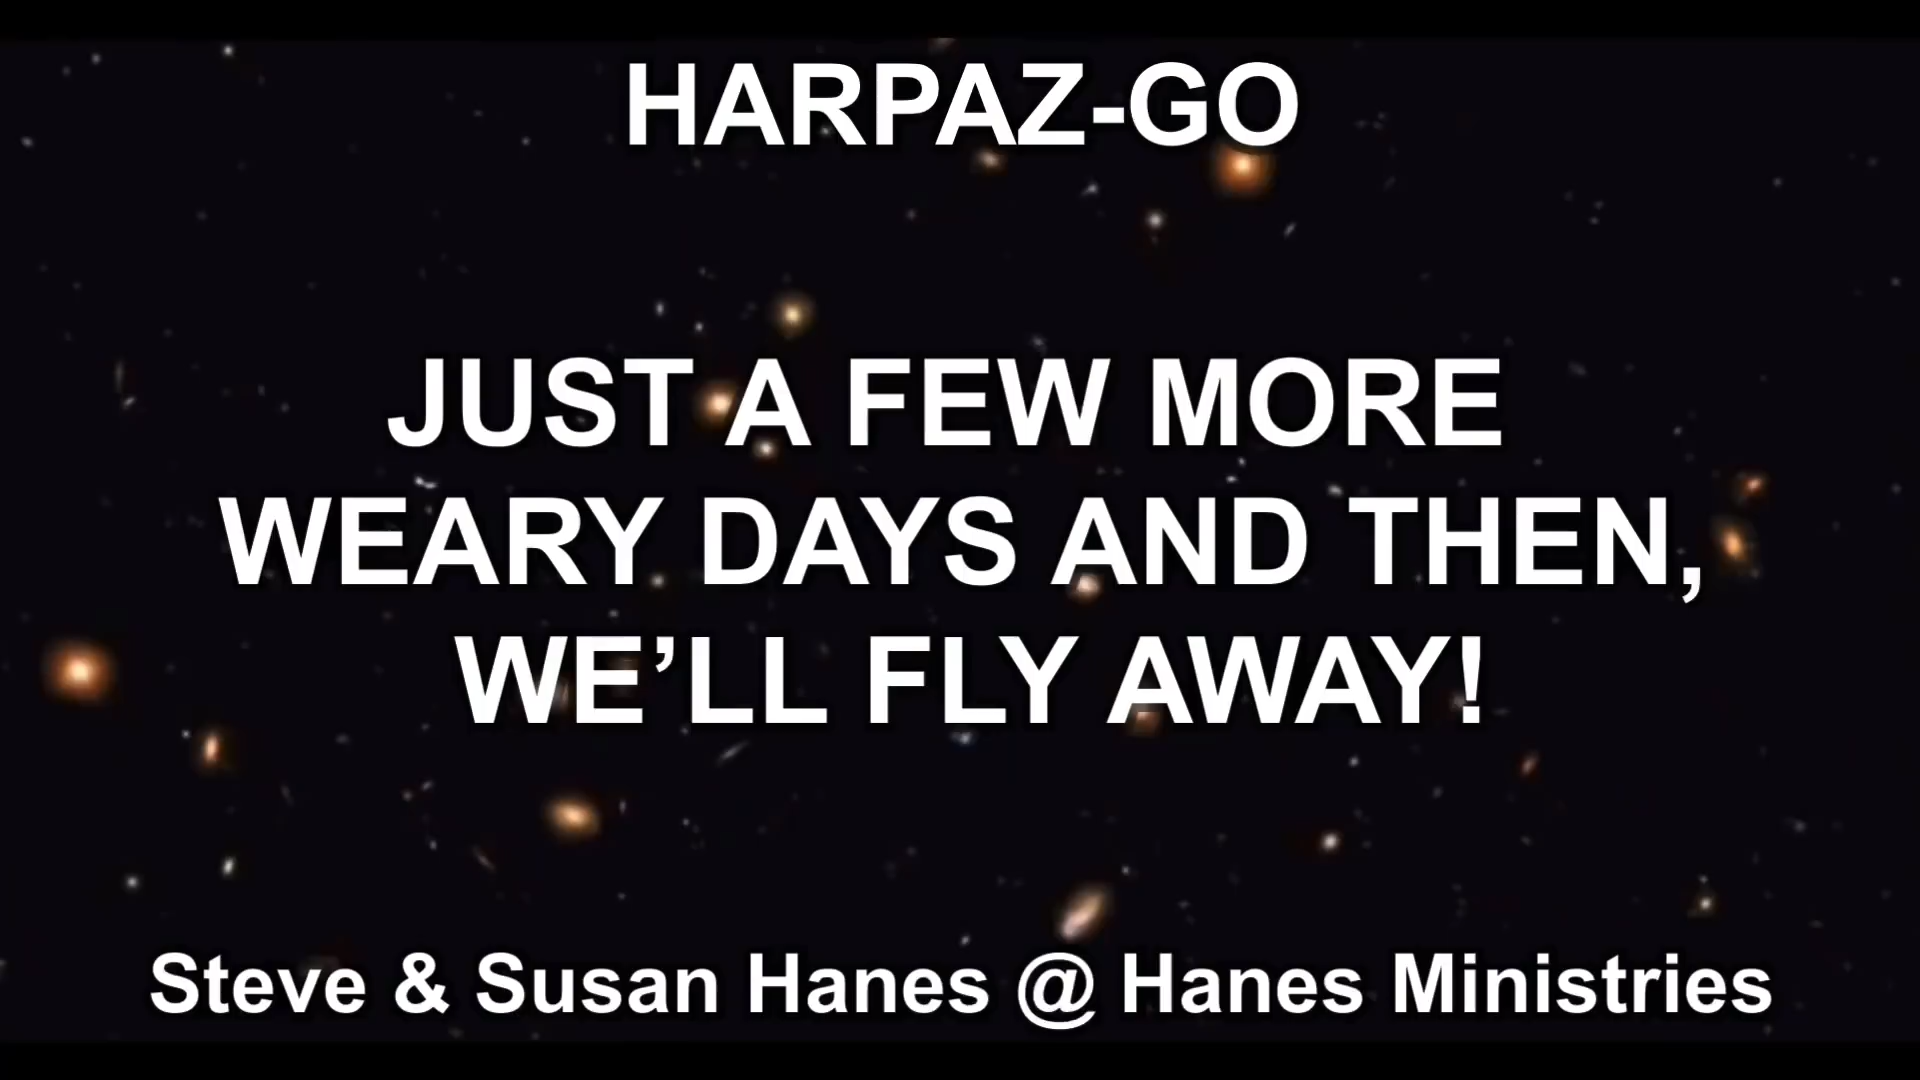 HARPAZ-GO
JUST A FEW MORE
WEARY DAYS AND THEN,
WE’LL FLY AWAY!
Steve & Susan Hanes @ Hanes Ministries